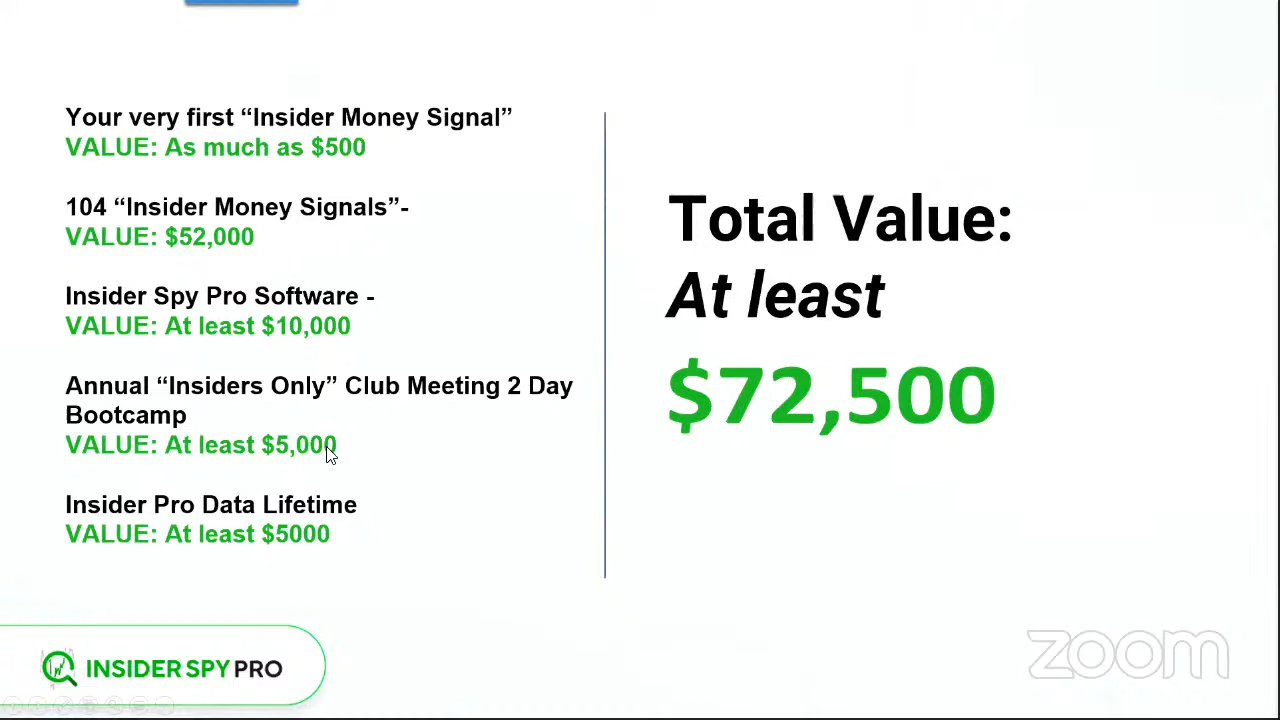 Your very first “Insider Money Signal”
VALUE: As much as $500
104 “Insider Money Signals”-
VALUE: $52,000
Insider Spy Pro Software -
VALUE: At least $10,000
Annual “Insiders Only” Club Meeting 2 Day
Bootcamp
VALUE: At least $5,000
Insider Pro Data Lifetime
VALUE: At least $5000
Total Value:
At least
$72,500
INSIDER SPY PRO
zoom